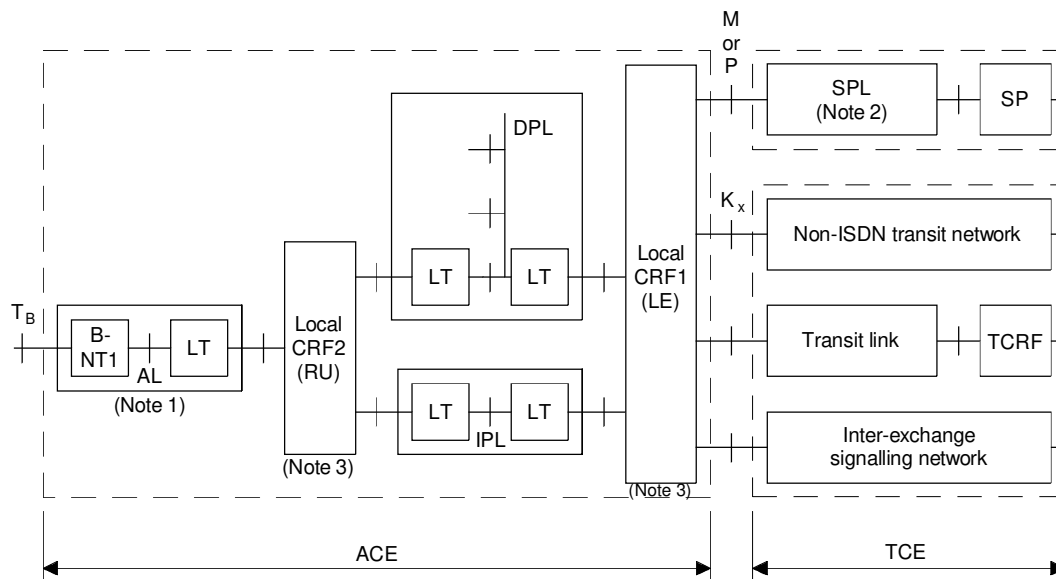 M
or
P
SPL
(Note 2)
SP
DPL
K x
Non-ISDN transit network
LT
LT
Local
CRF1
(LE)
T B
B-
NT1
LT
AL
(Note 1)
Local
CRF2
(RU)
Transit link
TCRF
LT
LT
IPL
(Note 3)
Inter-exchange
signalling network
(Note 3)
ACE
TCE